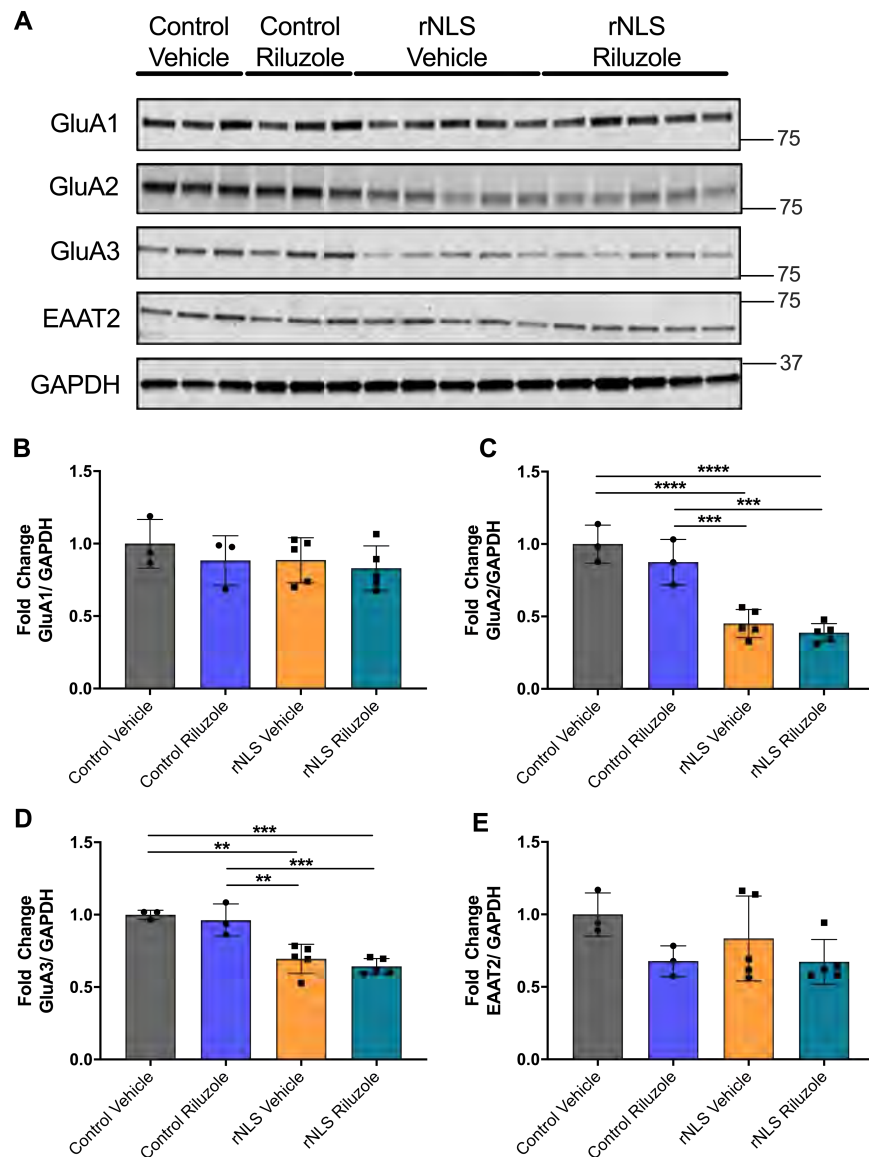 A
Control
Vehicle
Control
Riluzole
rNLS
Vehicle
rNLS
Riluzole
GluA1
75
GluA2
75
GluA3
75
EAAT2
75
GAPDH
37
B
Fold Change
GluA1/ GAPDH
1.5
1.0
0.5
0.0
Control Vehicle
Control Riluzole
rNLS Vehicle
rNLS Riluzole
C
Fold Change
GluA2/GAPDH
1.5
1.0
0.5
0.0
****
****
***
***
Control Vehicle
Control Riluzole
rNLS Vehicle
rNLS Riluzole
D
Fold Change
GluA3/ GAPDH
1.5
1.0
0.5
0.0
***
**
***
**
Control Vehicle
Control Riluzole
rNLS Vehicle
rNLS Riluzole
E
Fold Change
EAAT2/ GAPDH
1.5
1.0
0.5
0.0
Control Vehicle
Control Riluzole
rNLS Vehicle
rNLS Riluzole